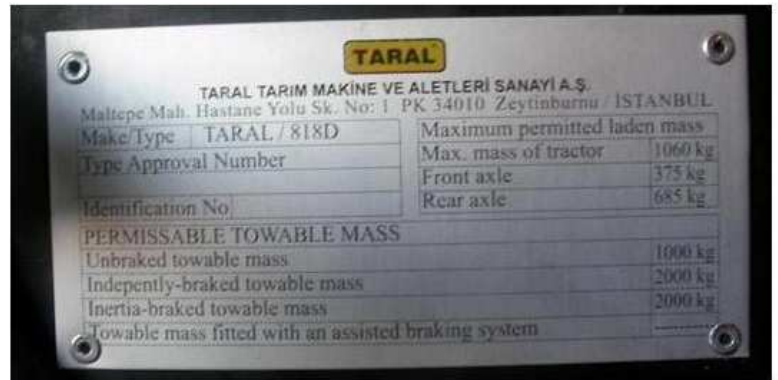 TARAL
TARAL TARIM MAKİNE VE ALETLERİ SANAYİ A.Ş.
Maltepe Mah. Hastane Yolu Sk. No: 1 PK 34010 Zeytinburnu / İSTANBUL
Make/Type TARAL / 818D
Type Approval Number
Identification No
Maximum permitted laden mass
Max. mass of tractor 1060 kg
Front axle 375 kg
Rear axle 685 kg
PERMISSABLE TOWABLE MASS
Unbraked towable mass 1000 kg
Indepently-braked towable mass 2000 kg
Inertia-braked towable mass 2000 kg
Towable mass fitted with an assisted braking system --------